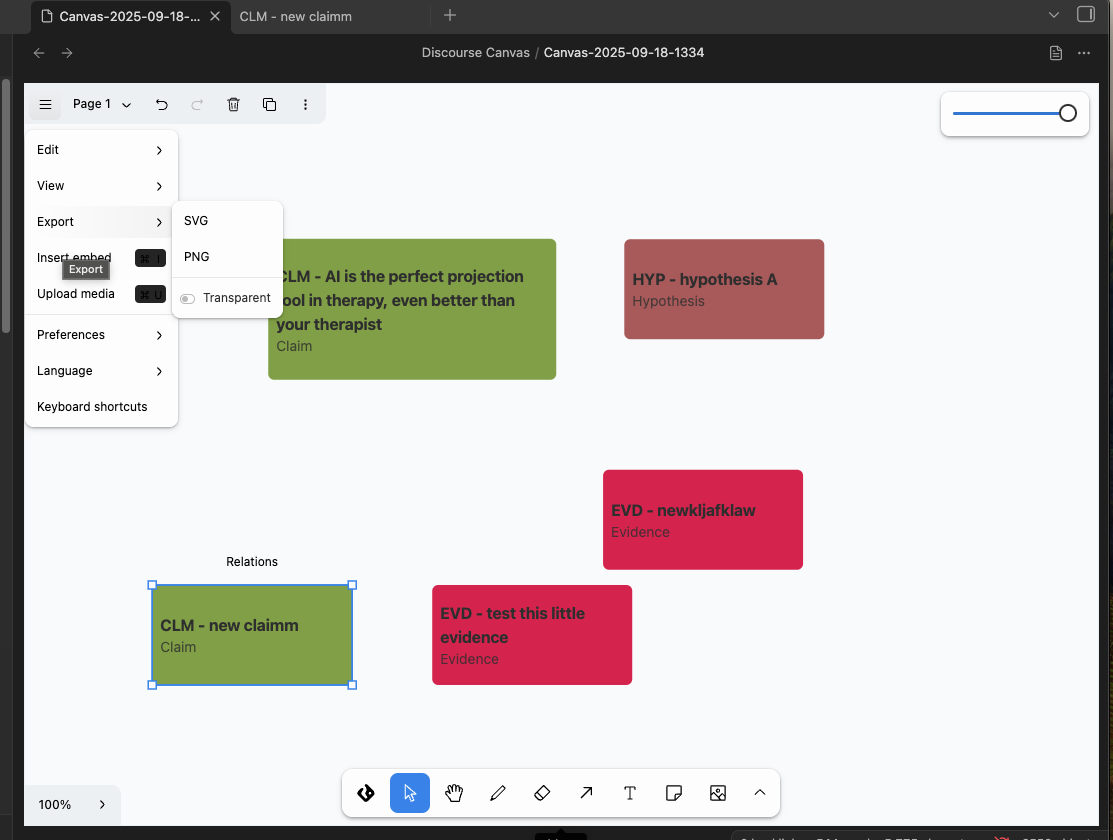 Canvas-2025-09-18-...
CLM - new claimm
Discourse Canvas / Canvas-2025-09-18-1334
Page 1
Edit
View
Export
Insert embed
⌘ I
Export
Upload media
⌘ U
Preferences
Language
Keyboard shortcuts
SVG
PNG
Transparent
CLM - AI is the perfect projection
tool in therapy, even better than
your therapist
Claim
HYP - hypothesis A
Hypothesis
EVD - newkljafklaw
Evidence
Relations
CLM - new claimm
Claim
EVD - test this little
evidence
Evidence
100%
T